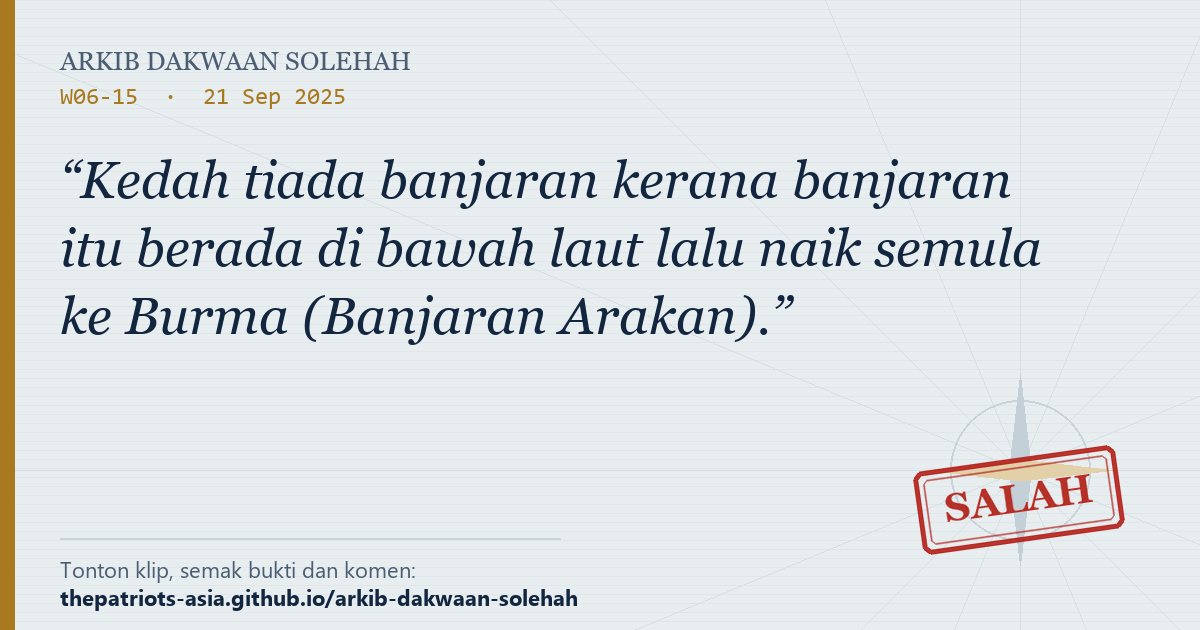 ARKIB DAKWAAN SOLEHAH
W06-15 · 21 Sep 2025
“Kedah tiada banjaran kerana banjaran
itu berada di bawah laut lalu naik semula
ke Burma (Banjaran Arakan).”
SALAH
Tonton klip, semak bukti dan komen:
thepatriots-asia.github.io/arkib-dakwaan-solehah